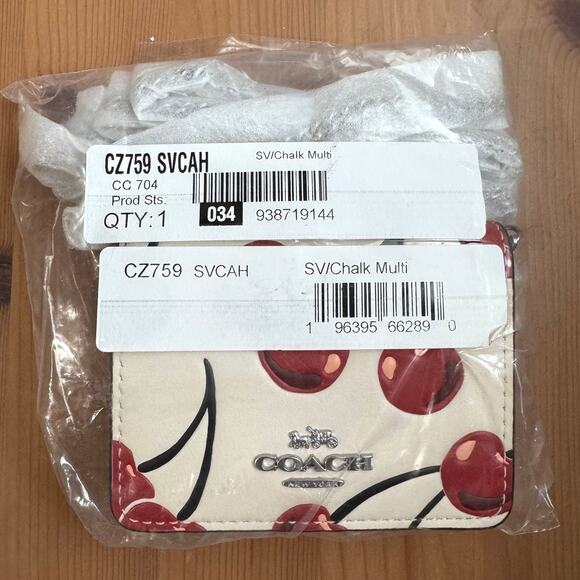 CZ759 SVCAH
SV/Chalk Multi
CC 704
Prod Sts:
QTY: 1
034
938719144
CZ759 SVCAH
SV/Chalk Multi
1 96395 66289 0
COACH
NEW YORK